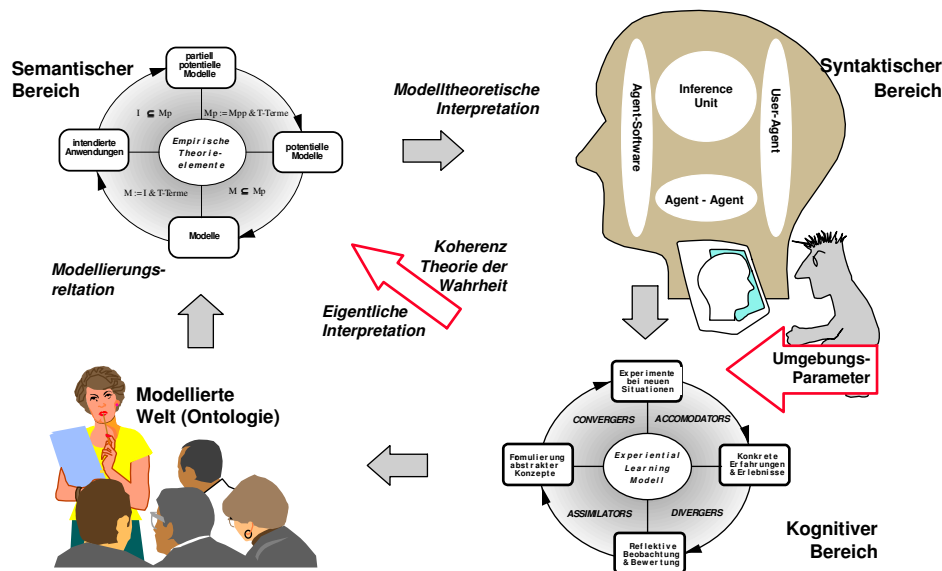 Semantischer
Bereich
partiell
potentielle
Modelle
I ⊆ Mp
Mp := Mpp & T-Terme
intendierte
Anwendungen
Empirische
Theorie-
elemente
potentielle
Modelle
M := I & T-Terme
M ⊆ Mp
Modelle
Modellierungs-
reltation
Modelltheoretische
Interpretation
Koherenz
Theorie der
Wahrheit
Eigentliche
Interpretation
Syntaktischer
Bereich
Agent-Software
Inference
Unit
User-Agent
Agent - Agent
Umgebungs-
Parameter
Modellierte
Welt (Ontologie)
Experimente
bei neuen
Situationen
CONVERGERS
ACCOMODATORS
Fomulierung
abstrakter
Konzepte
Experiential
Learning
Modell
Konkrete
Erfahrungen
& Erlebnisse
ASSIMILATORS
DIVERGERS
Reflektive
Beobachtung
& Bewertung
Kognitiver
Bereich